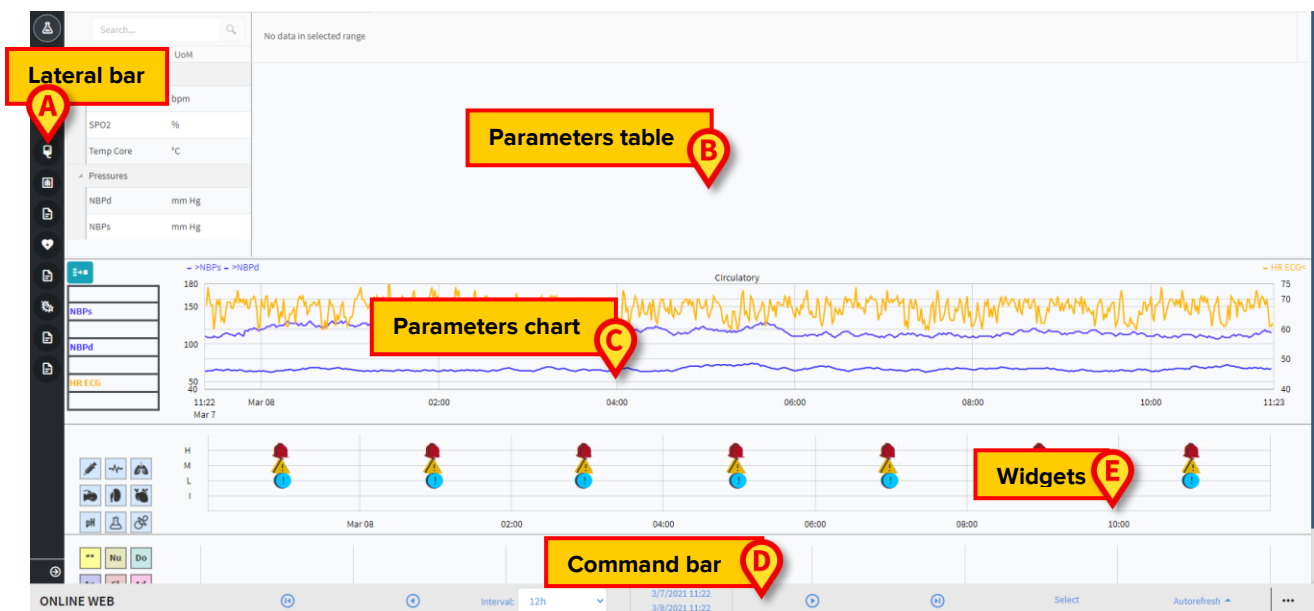 Search...
No data in selected range
UoM
Lateral bar
A
bpm
SPO2 %
Temp Core °C
Pressures
NBPd mm Hg
NBPs mm Hg
Parameters table
B
- >NBPs - >NBPd
Circulatory
- HR ECG<
180
150
100
50
40
75
70
60
50
40
NBPs
NBPd
HR ECG
Parameters chart
C
11:22 Mar 08 02:00 04:00 06:00 08:00 10:00 11:23
Mar 7
H
M
L
I
Widgets
E
pH
Mar 08 02:00 04:00 06:00 08:00 10:00
** Nu Do
Command bar
D
ONLINE WEB
Interval: 12h
3/7/2021 11:22
3/8/2021 11:22
Select
Autorefresh
...